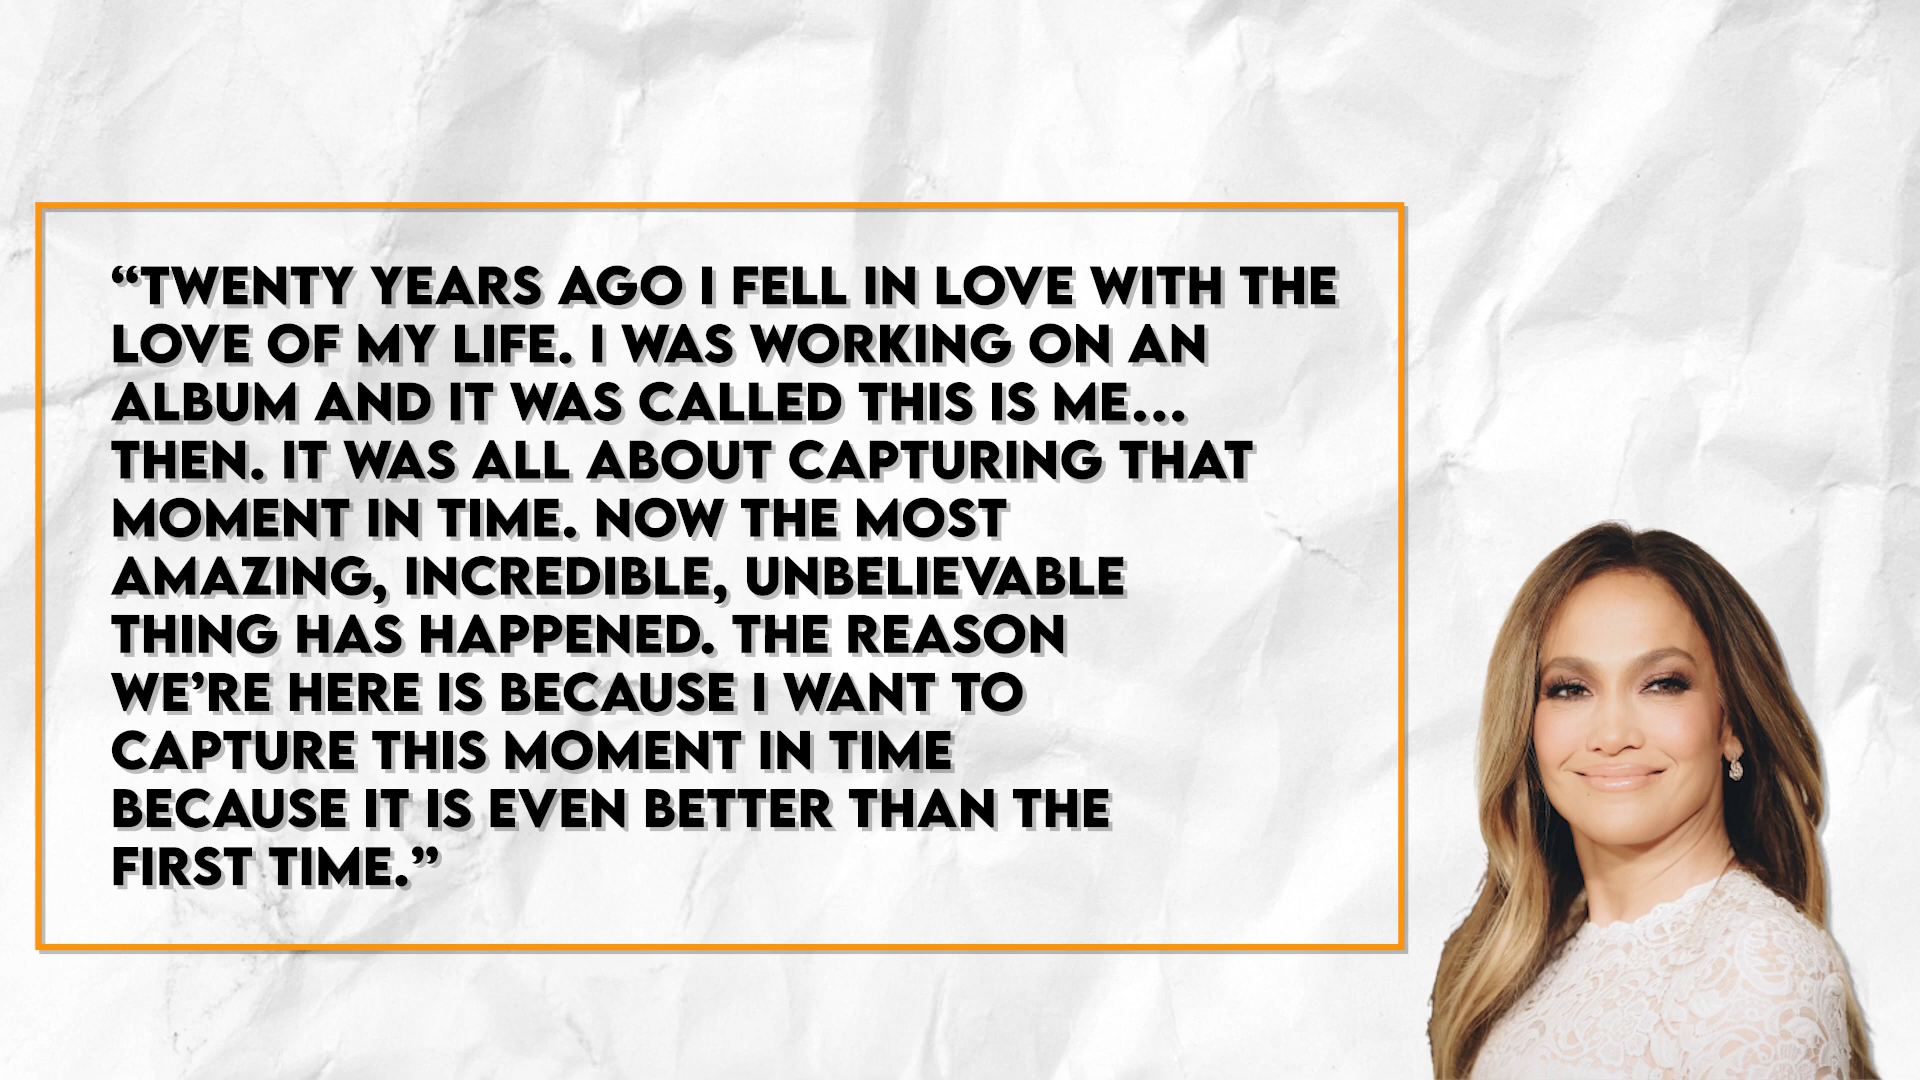 “TWENTY YEARS AGO I FELL IN LOVE WITH THE
LOVE OF MY LIFE. I WAS WORKING ON AN
ALBUM AND IT WAS CALLED THIS IS ME...
THEN. IT WAS ALL ABOUT CAPTURING THAT
MOMENT IN TIME. NOW THE MOST
AMAZING, INCREDIBLE, UNBELIEVABLE
THING HAS HAPPENED. THE REASON
WE’RE HERE IS BECAUSE I WANT TO
CAPTURE THIS MOMENT IN TIME
BECAUSE IT IS EVEN BETTER THAN THE
FIRST TIME.”